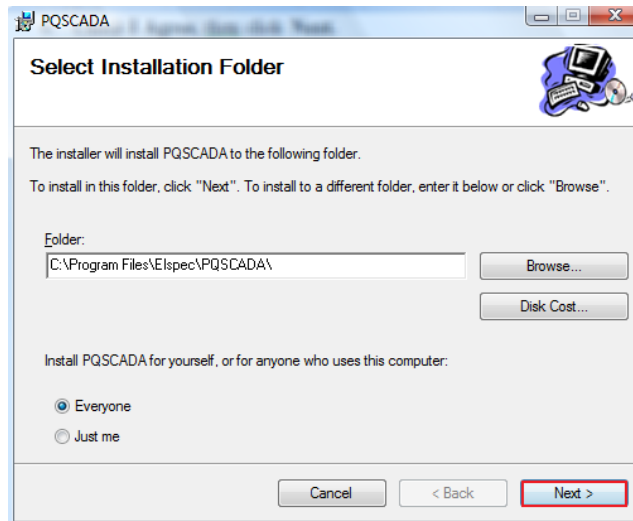 PQSCADA
Select Installation Folder
The installer will install PQSCADA to the following folder.
To install in this folder, click "Next". To install to a different folder, enter it below or click "Browse".
Folder:
C:\Program Files\Elspec\PQSCADA\
Browse...
Disk Cost...
Install PQSCADA for yourself, or for anyone who uses this computer:
Everyone
Just me
Cancel
< Back
Next >